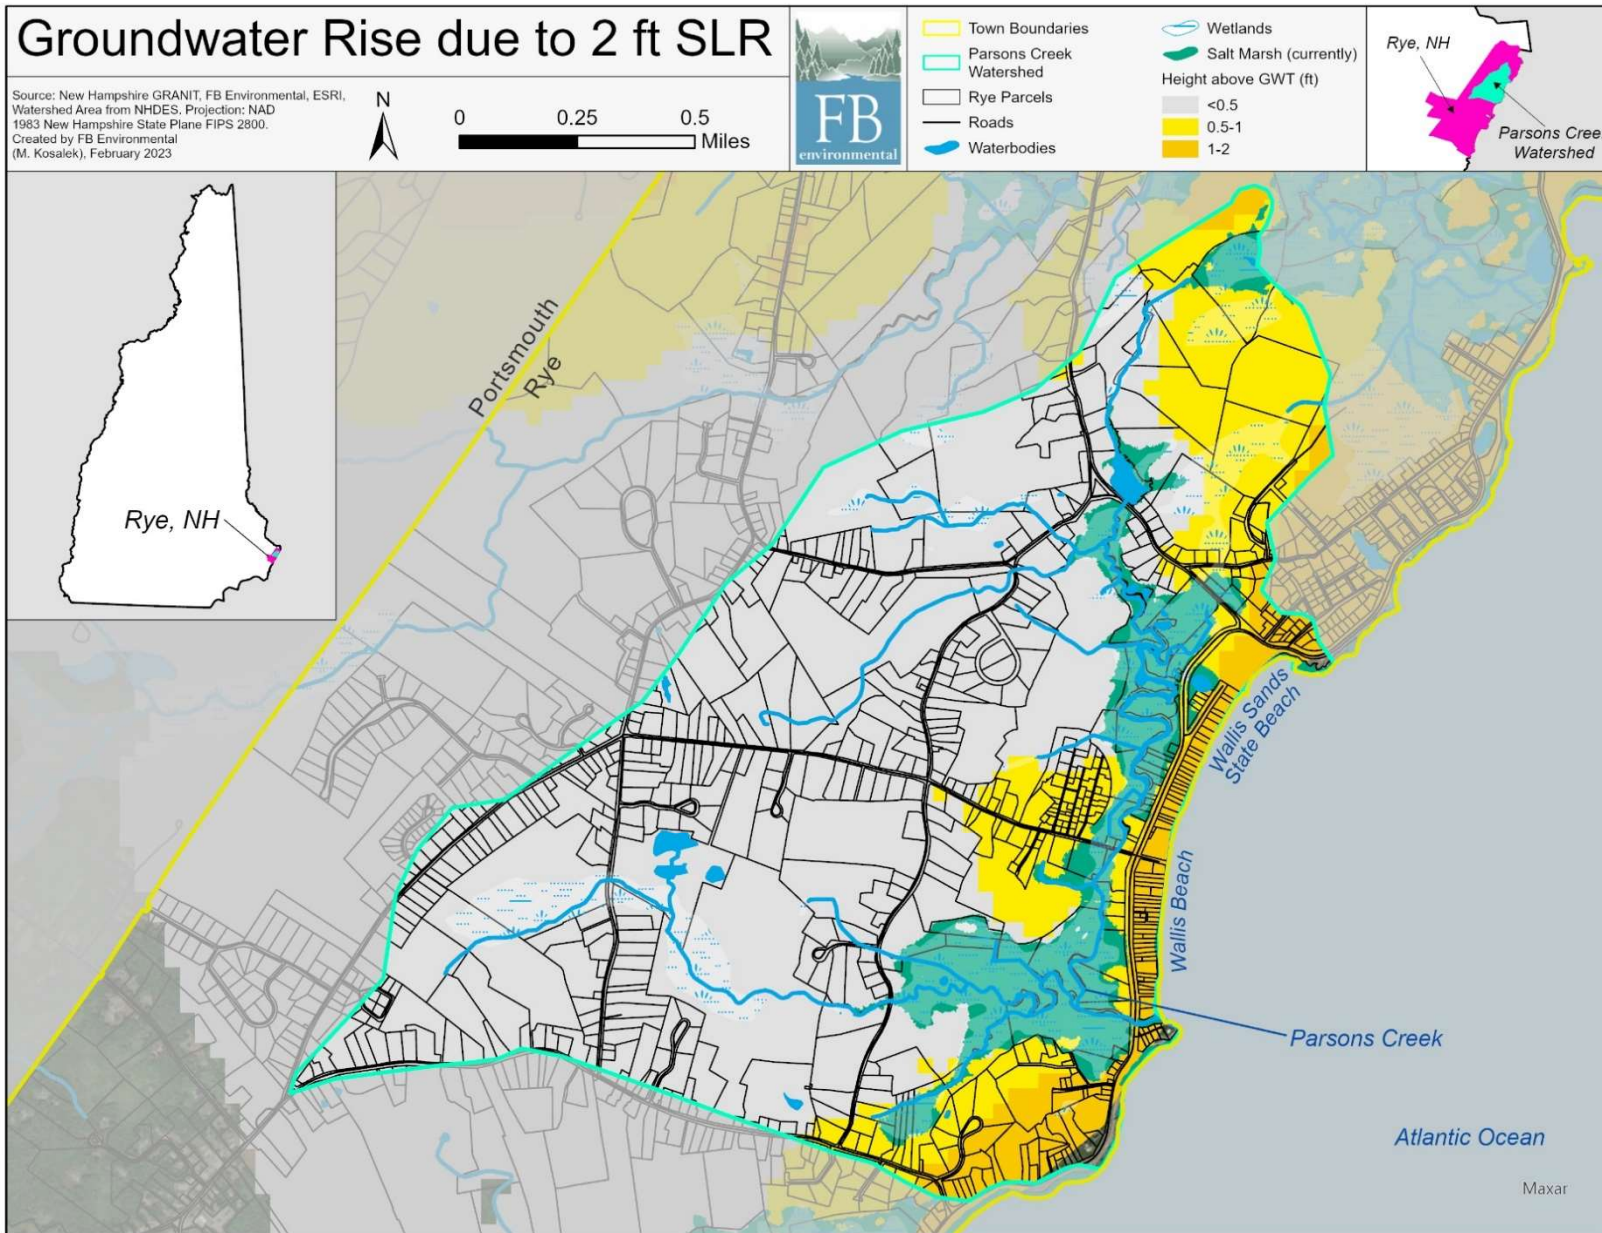 Groundwater Rise due to 2 ft SLR
Source: New Hampshire GRANIT, FB Environmental, ESRI,
Watershed Area from NHDES. Projection: NAD
1983 New Hampshire State Plane FIPS 2800.
Created by FB Environmental
(M. Kosalek), February 2023
N
0 0.25 0.5
Miles
FB
environmental
Town Boundaries
Parsons Creek
Watershed
Rye Parcels
Roads
Waterbodies
Wetlands
Salt Marsh (currently)
Height above GWT (ft)
<0.5
0.5-1
1-2
Rye, NH
Parsons Cree
Watershed
Rye, NH
Portsmouth
Rye
Wallis Sands
State Beach
Wallis Beach
Parsons Creek
Atlantic Ocean
Maxar